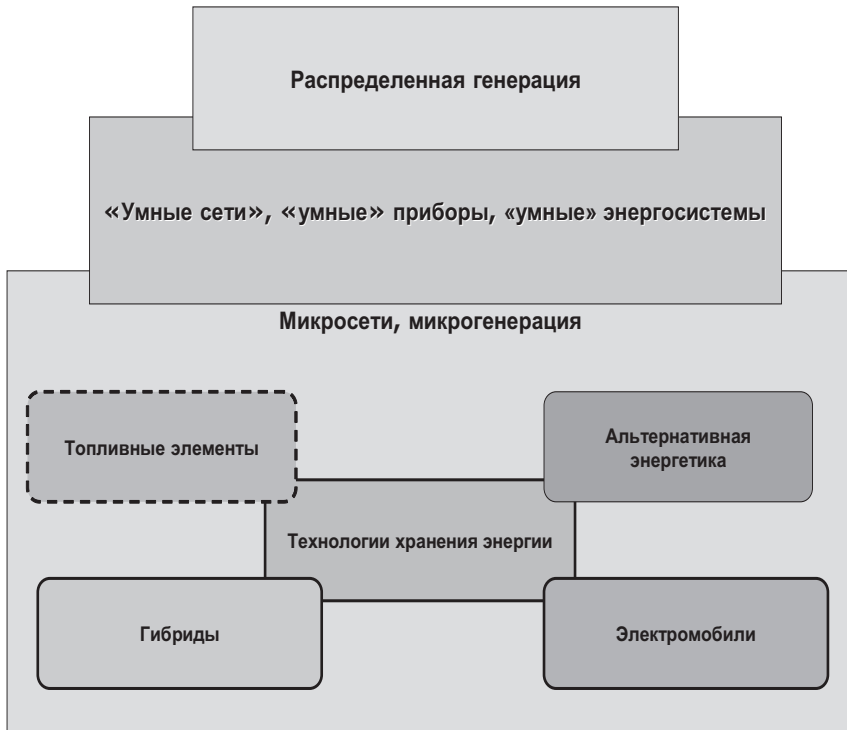 Распределенная генерация
«Умные сети», «умные» приборы, «умные» энергосистемы
Микросети, микрогенерация
Топливные элементы
Альтернативная
энергетика
Технологии хранения энергии
Гибриды
Электромобили